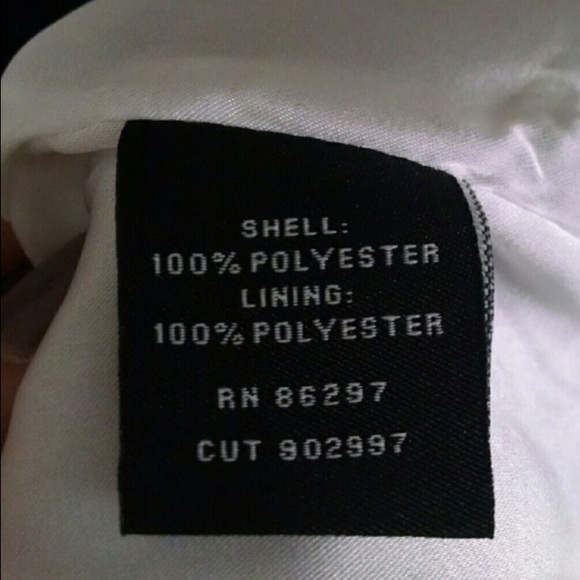 SHELL:
100% POLYESTER
LINING:
100% POLYESTER
RN 86297
CUT 902997